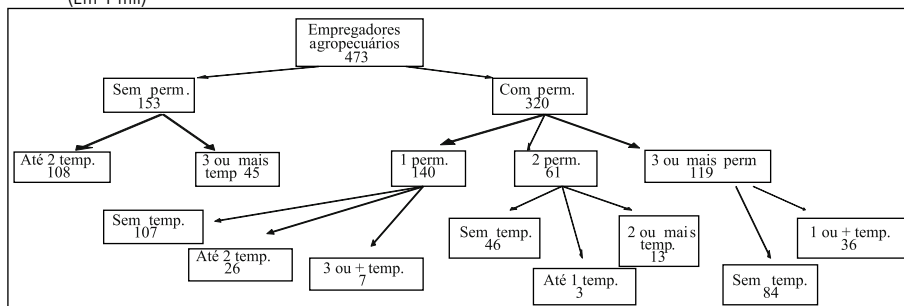 (Em 1 mil)
Empregadores
agropecuários
473
Sem perm.
153
Com perm.
320
Até 2 temp.
108
3 ou mais
temp 45
1 perm.
140
2 perm.
61
3 ou mais perm
119
Sem temp.
107
Até 2 temp.
26
3 ou + temp.
7
Sem temp.
46
Até 1 temp.
3
2 ou mais
temp.
13
Sem temp.
84
1 ou + temp.
36